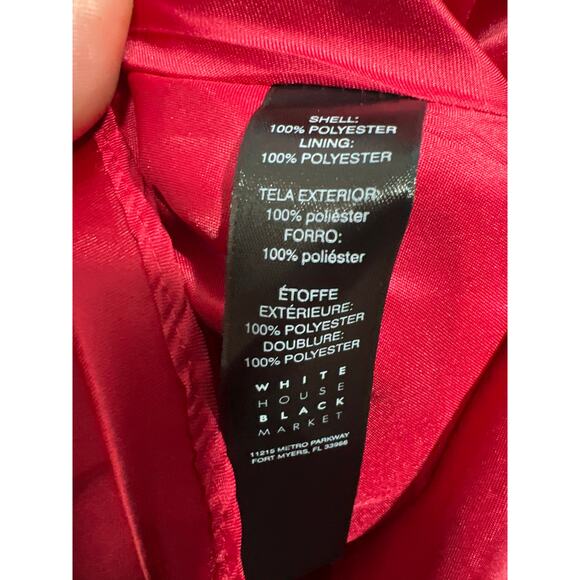 SHELL:
100% POLYESTER
LINING:
100% POLYESTER
TELA EXTERIOR:
100% poliéster
FORRO:
100% poliéster
ÉTOFFE
EXTÉRIEURE:
100% POLYESTER
DOUBLURE:
100% POLYESTER
WHITE
HOUSE
BLACK
MARKET
11215 METRO PARKWAY
FORT MYERS, FL 33966